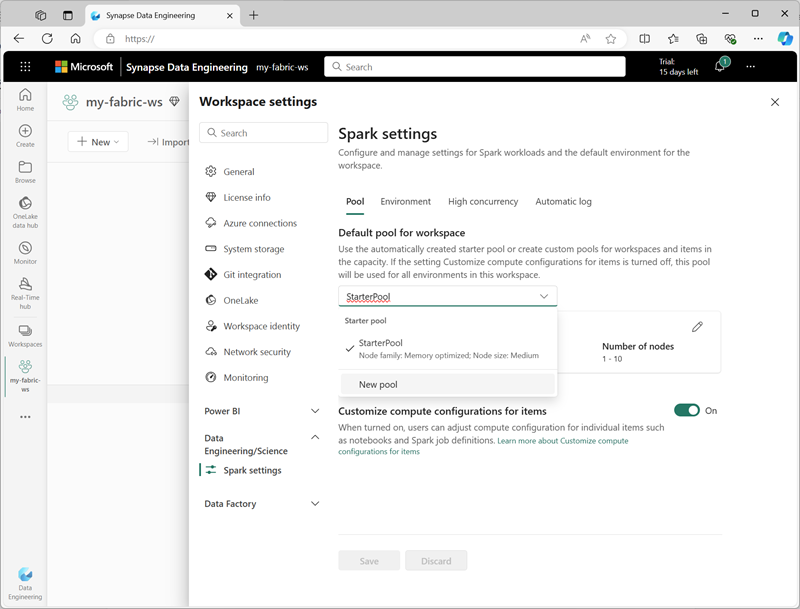 Synapse Data Engineering
https://
Microsoft
Synapse Data Engineering
my-fabric-ws
Search
Trial:
15 days left
1
Home
Create
Browse
OneLake
data hub
Monitor
Real-Time
hub
Workspaces
my-fabric-
ws
Data
Engineering
my-fabric-ws
New
Import
Workspace settings
Search
General
License info
Azure connections
System storage
Git integration
OneLake
Workspace identity
Network security
Monitoring
Power BI
Data
Engineering/Science
Spark settings
Data Factory
Spark settings
Configure and manage settings for Spark workloads and the default environment for the
workspace.
Pool
Environment
High concurrency
Automatic log
Default pool for workspace
Use the automatically created starter pool or create custom pools for workspaces and items in
the capacity. If the setting Customize compute configurations for items is turned off, this pool
will be used for all environments in this workspace.
StarterPool
Starter pool
StarterPool
Node family: Memory optimized; Node size: Medium
New pool
Number of nodes
1 - 10
Customize compute configurations for items
On
When turned on, users can adjust compute configuration for individual items such
as notebooks and Spark job definitions. Learn more about Customize compute
configurations for items
Save
Discard